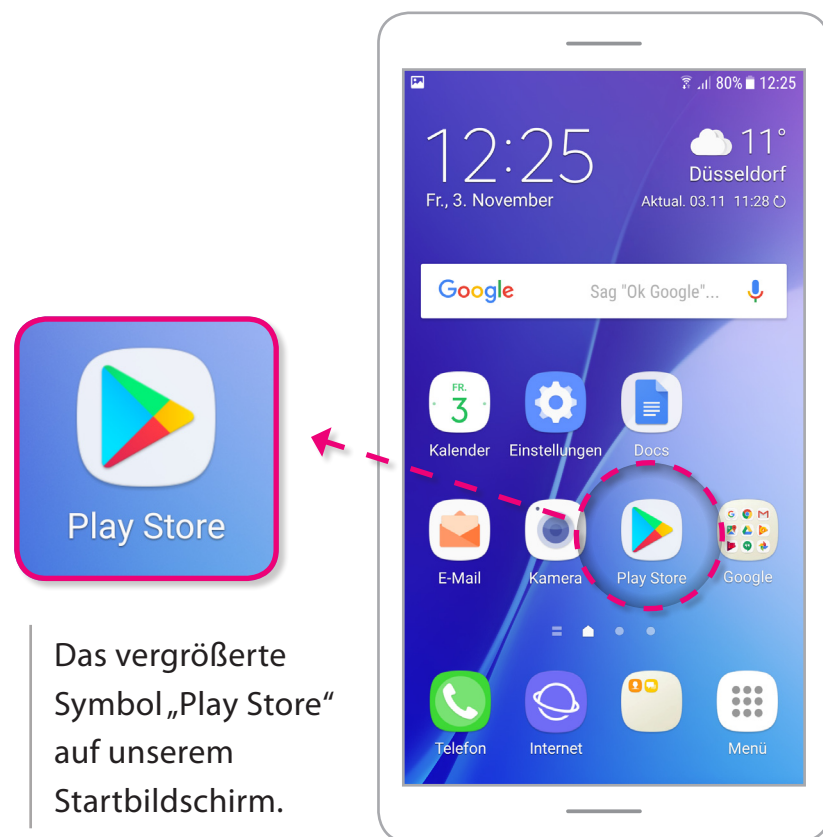 80% 12:25
12:25
11°
Düsseldorf
Fr., 3. November
Aktual. 03.11 11:28
Google
Sag "Ok Google"...
FR.
3
Kalender
Einstellungen
Docs
E-Mail
Kamera
Play Store
Google
Telefon
Internet
Menü
Play Store
Das vergrößerte
Symbol „Play Store“
auf unserem
Startbildschirm.